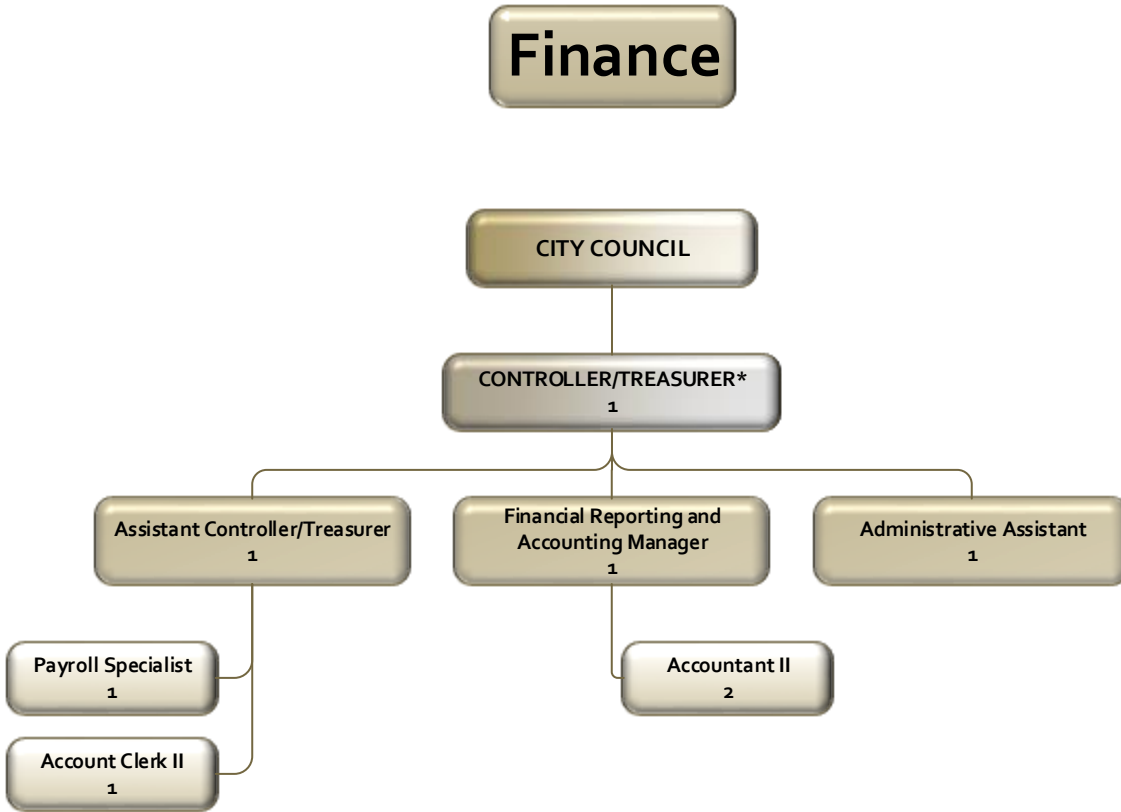 Finance
CITY COUNCIL
CONTROLLER/TREASURER*
1
Assistant Controller/Treasurer
1
Financial Reporting and
Accounting Manager
1
Administrative Assistant
1
Payroll Specialist
1
Account Clerk II
1
Accountant II
2